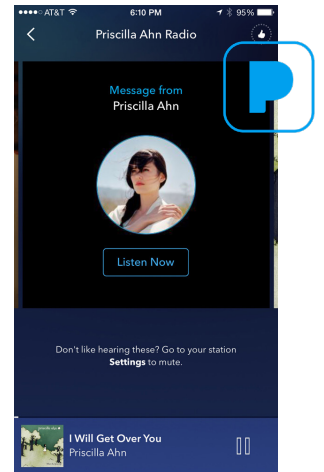 AT&T 6:10 PM 95%
Priscilla Ahn Radio
Message from
Priscilla Ahn
Listen Now
Don't like hearing these? Go to your station
Settings to mute.
I Will Get Over You
Priscilla Ahn